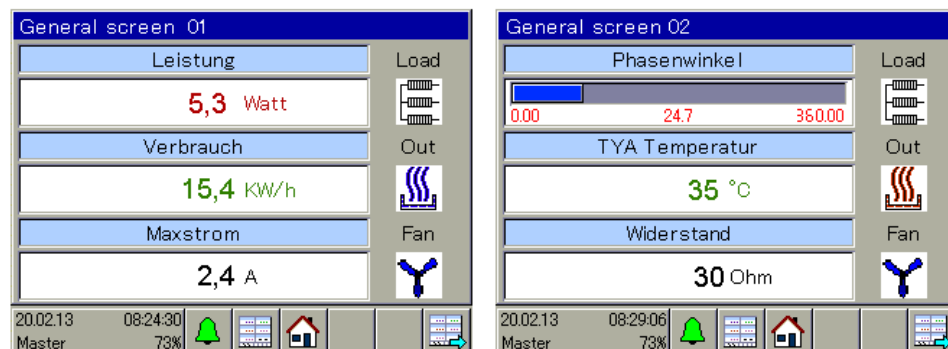 General screen 01
Leistung
Load
5,3 Watt
Verbrauch
Out
15,4 KW/h
Maxstrom
Fan
2,4 A
20.02.13 08:24:30
Master 73%
General screen 02
Phasenwinkel
Load
0.00 24.7 360.00
TYA Temperatur
Out
35 °C
Widerstand
Fan
30 Ohm
20.02.13 08:29:06
Master 73%